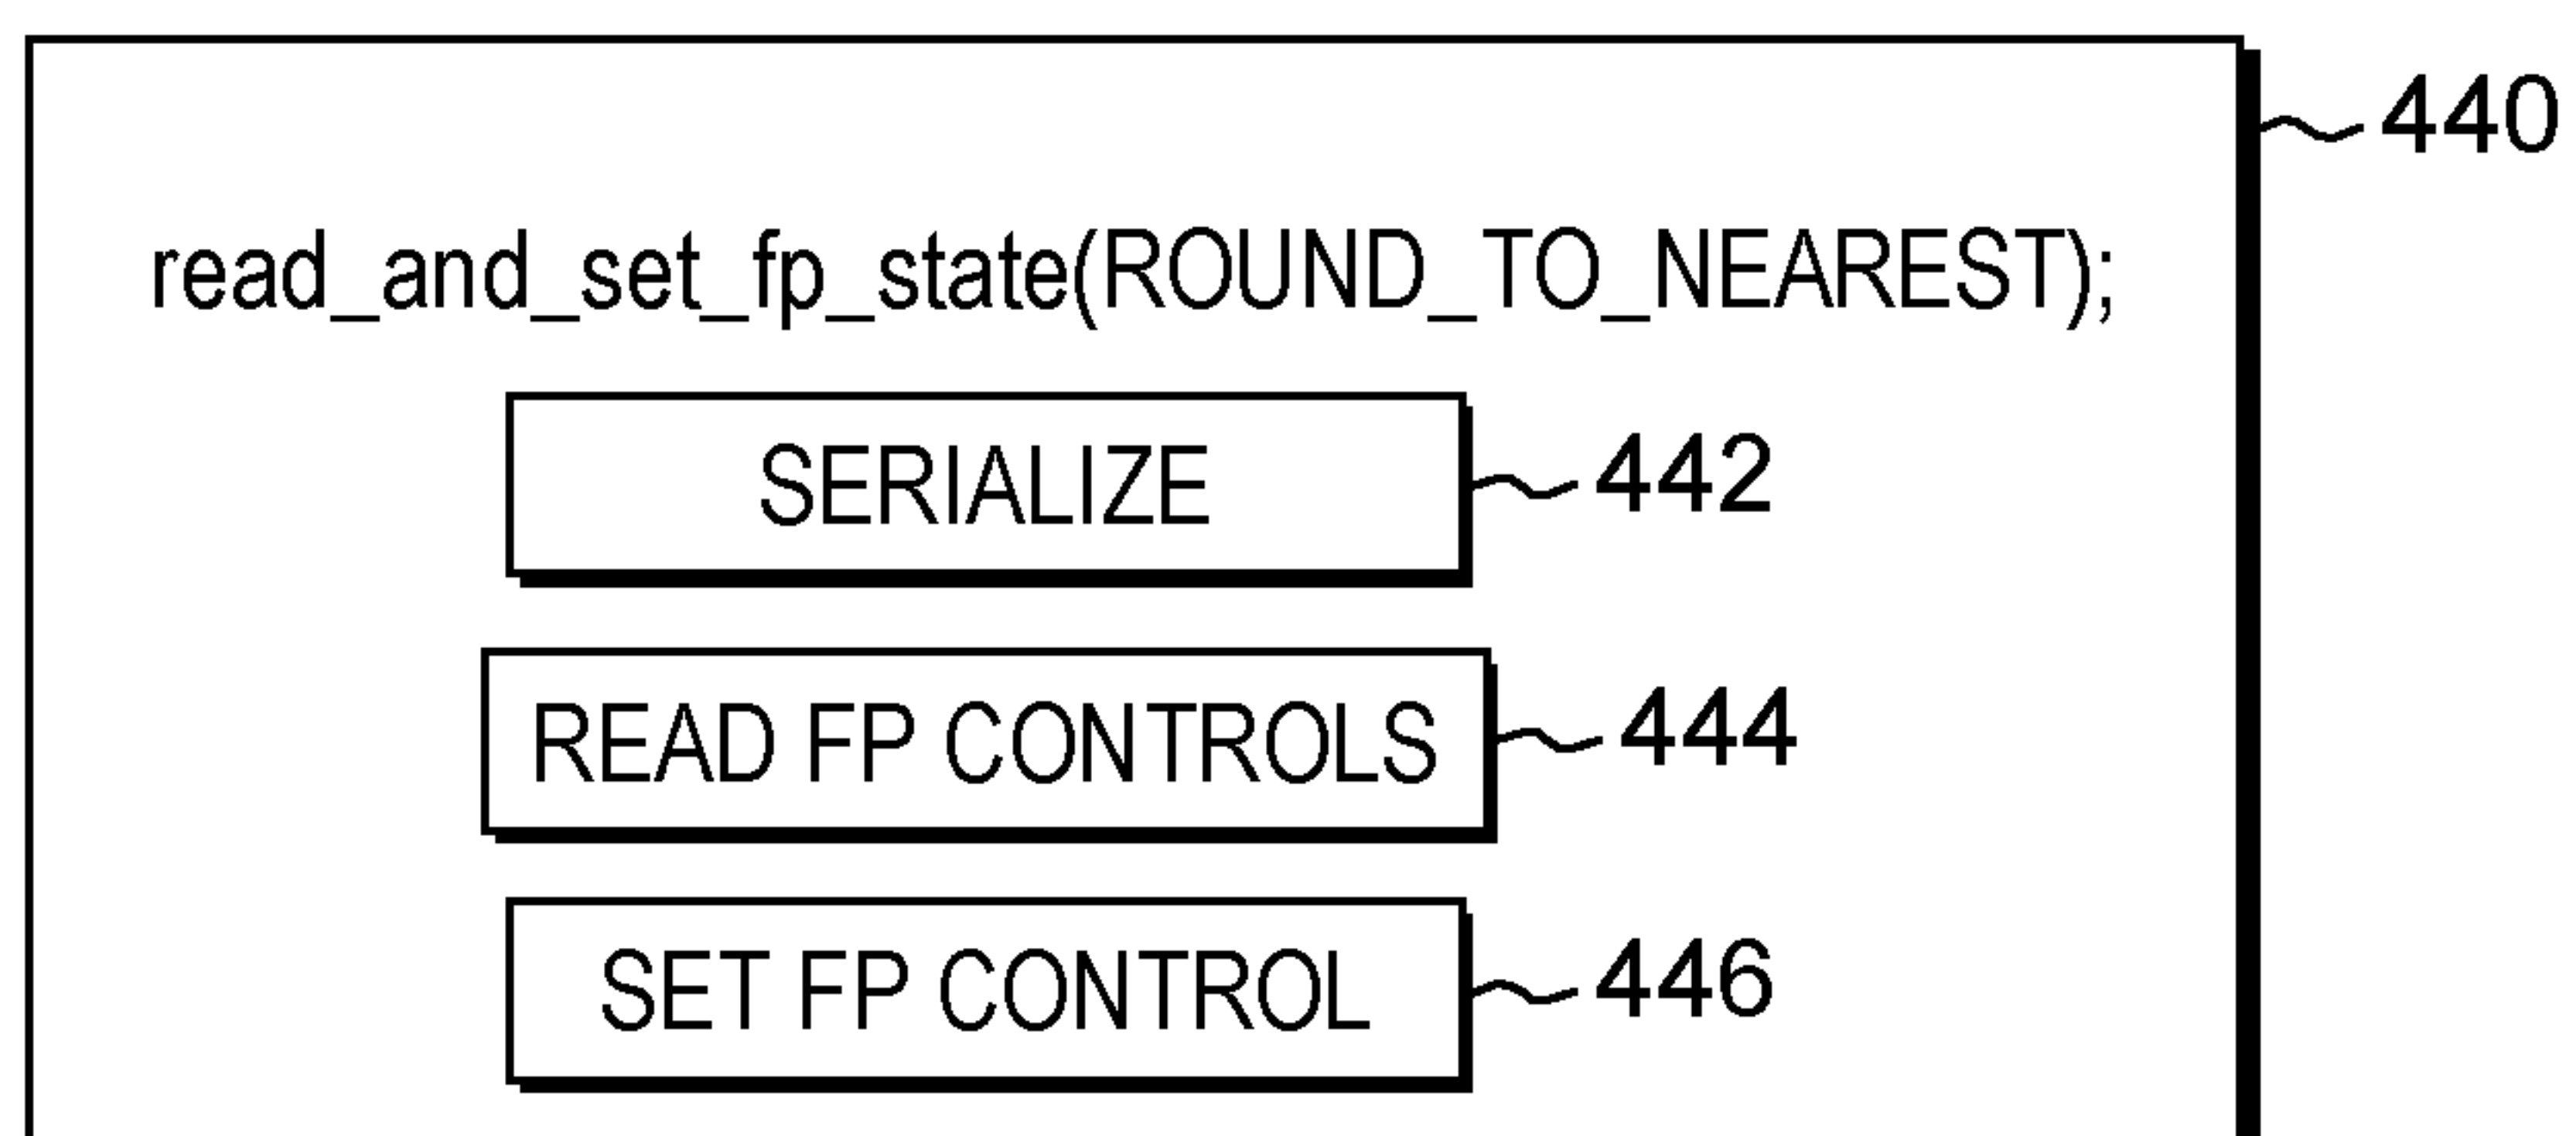 440
read_and_set_fp_state(ROUND_TO_NEAREST);
SERIALIZE 442
READ FP CONTROLS 444
SET FP CONTROL 446